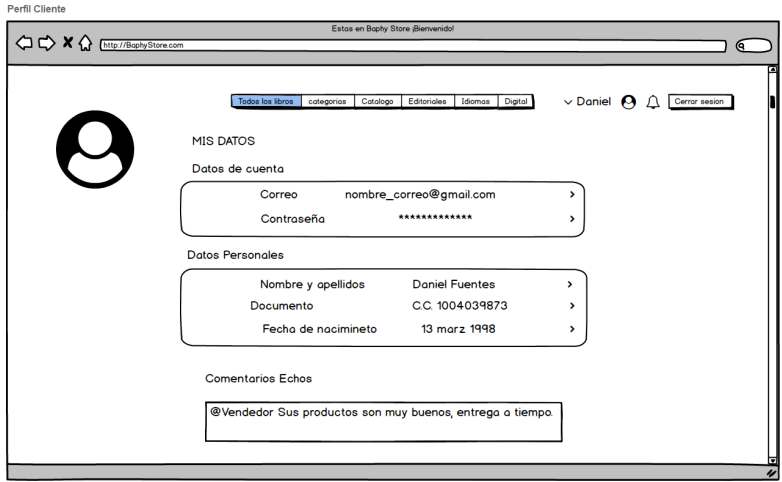 Perfil Cliente
Estas en Baphy Store ¡Bienvenido!
http://BaphyStore.com
Todos los libros categorias Catalogo Editoriales Idiomas Digital Daniel Cerrar sesion
MIS DATOS
Datos de cuenta
Correo nombre_correo@gmail.com >
Contraseña ************* >
Datos Personales
Nombre y apellidos Daniel Fuentes >
Documento C.C. 1004039873 >
Fecha de nacimineto 13 marz 1998 >
Comentarios Echos
@Vendedor Sus productos son muy buenos, entrega a tiempo.